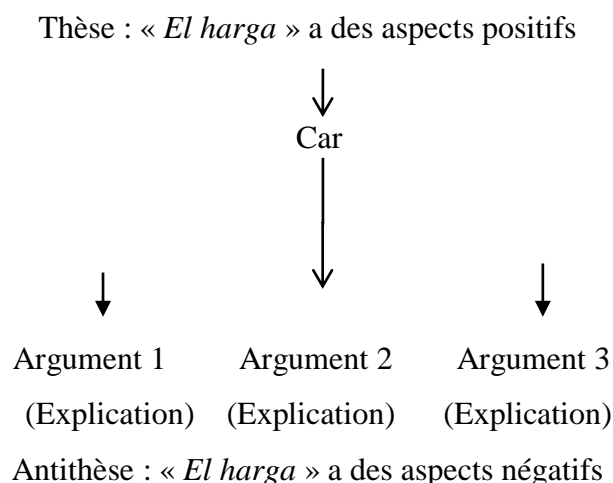 Thèse : « El harga » a des aspects positifs
Car
Argument 1 Argument 2 Argument 3
(Explication) (Explication) (Explication)
Antithèse : « El harga » a des aspects négatifs